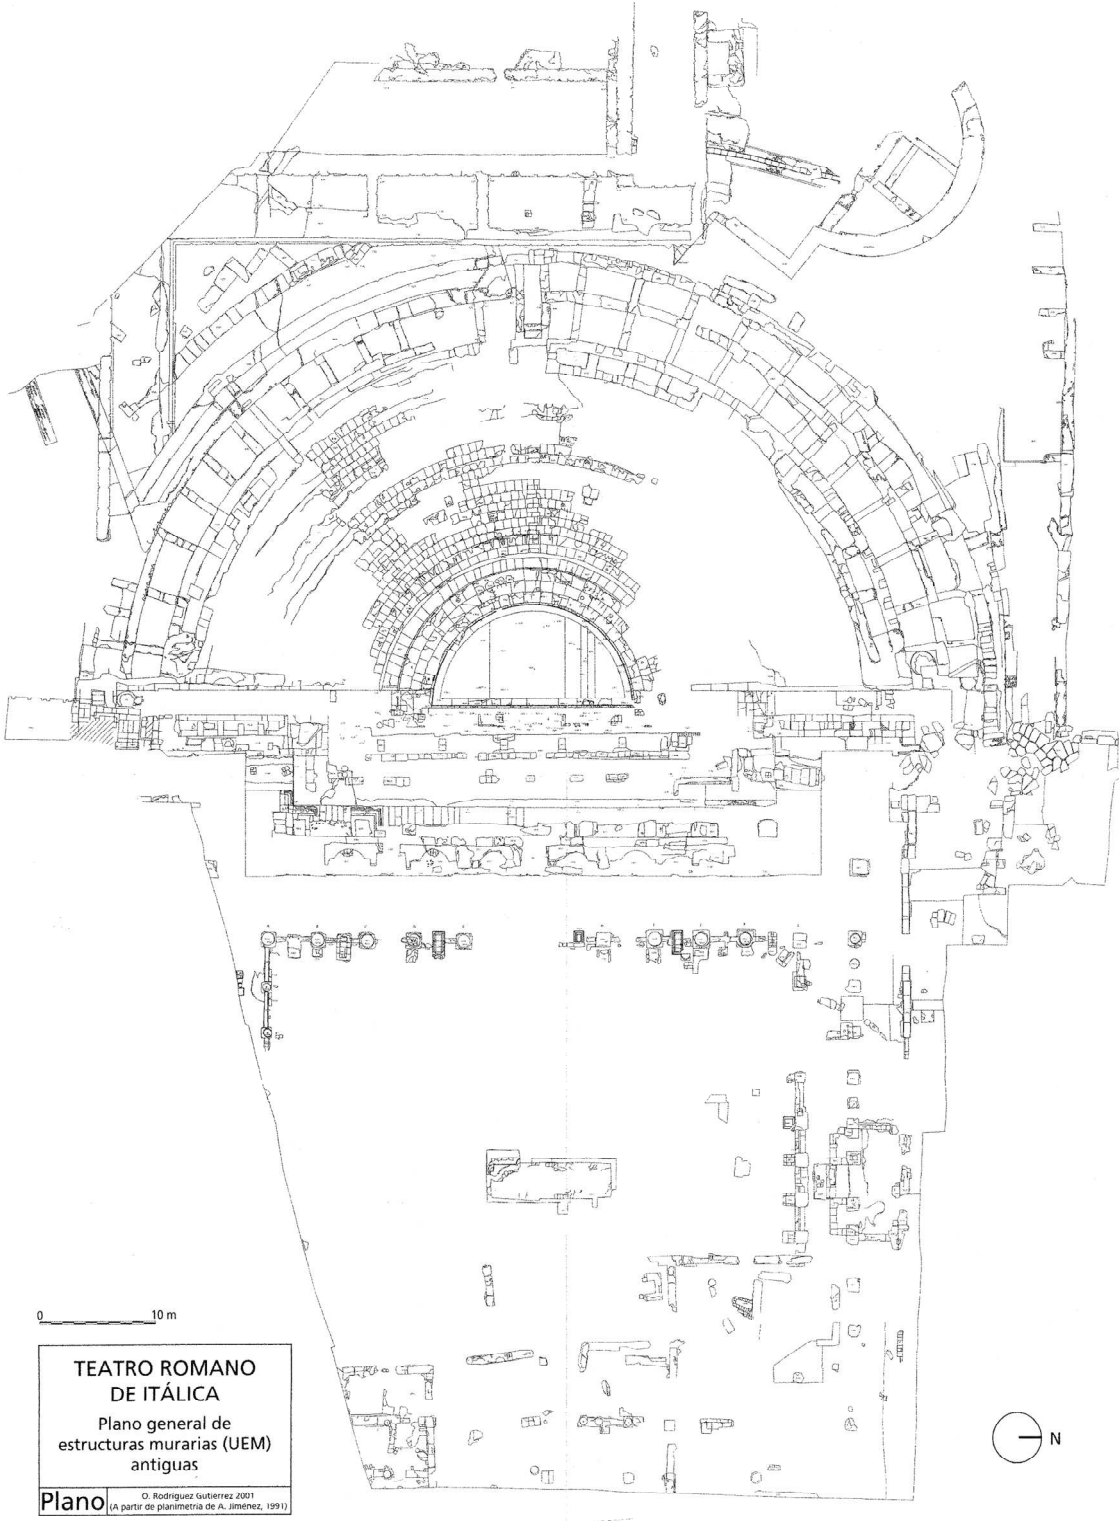 0 10 m
TEATRO ROMANO
DE ITÁLICA
Plano general de
estructuras murarias (UEM)
antiguas
Plano
O. Rodríguez Gutiérrez 2001
(A partir de planimetría de A. Jiménez, 1991)
N